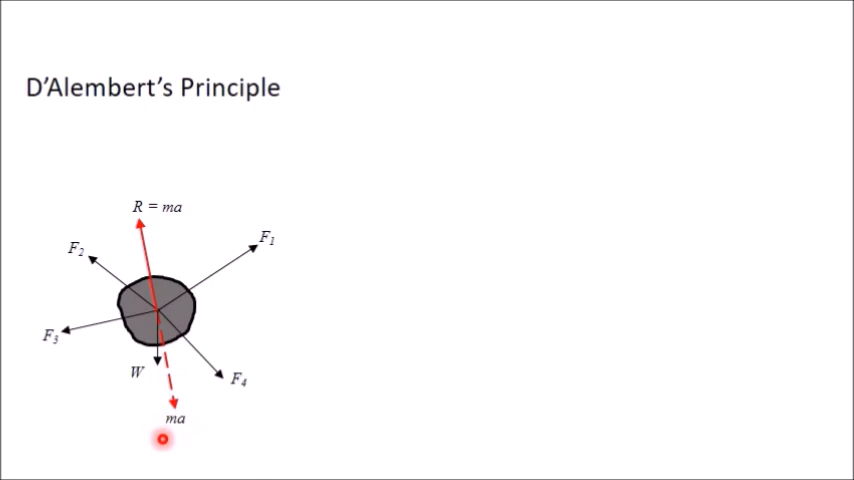 D'Alembert's Principle
R = ma
F₁
F₂
F₃
W
F₄
ma